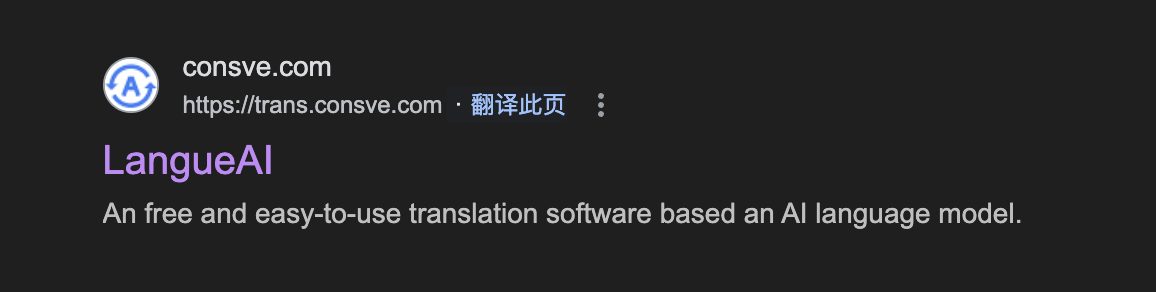 consve.com
https://trans.consve.com · 翻译此页
LangueAI
An free and easy-to-use translation software based an AI language model.